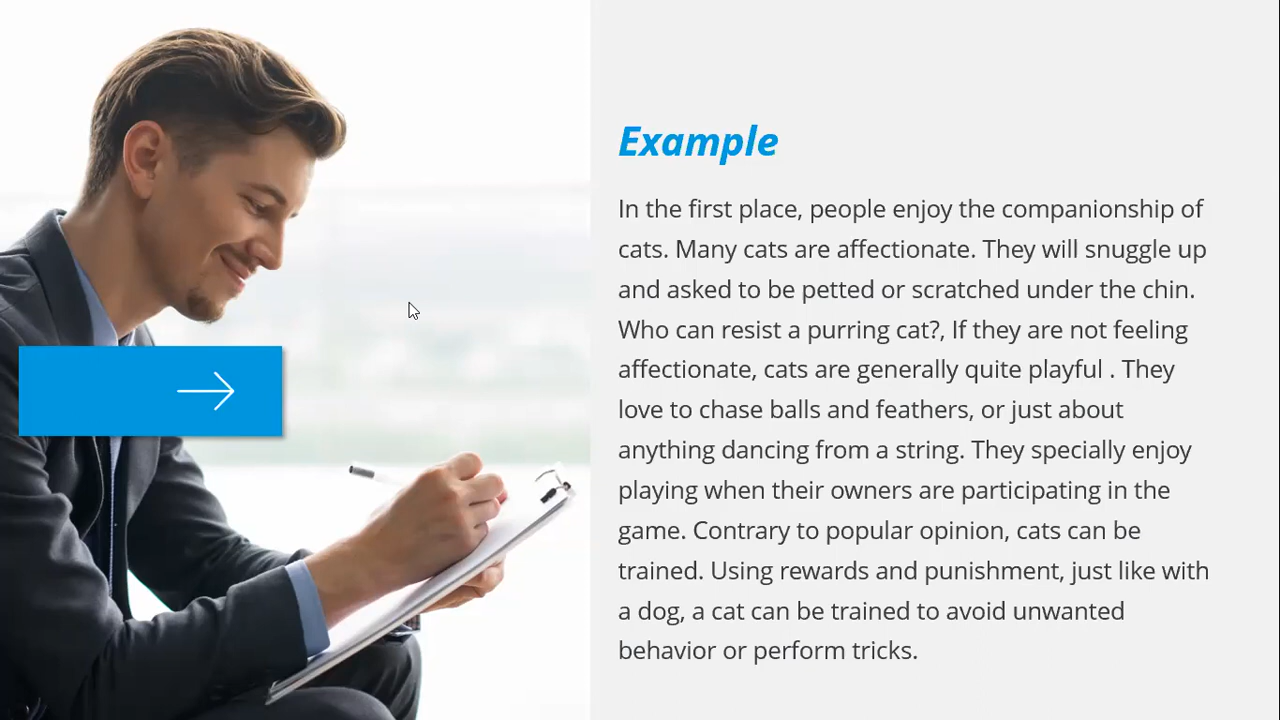 Example
In the first place, people enjoy the companionship of
cats. Many cats are affectionate. They will snuggle up
and asked to be petted or scratched under the chin.
Who can resist a purring cat?, If they are not feeling
affectionate, cats are generally quite playful . They
love to chase balls and feathers, or just about
anything dancing from a string. They specially enjoy
playing when their owners are participating in the
game. Contrary to popular opinion, cats can be
trained. Using rewards and punishment, just like with
a dog, a cat can be trained to avoid unwanted
behavior or perform tricks.